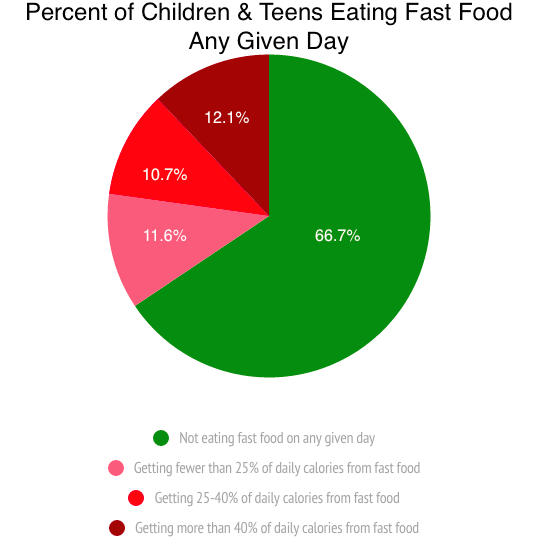 Percent of Children & Teens Eating Fast Food
Any Given Day
12.1%
10.7%
11.6%
66.7%
Not eating fast food on any given day
Getting fewer than 25% of daily calories from fast food
Getting 25-40% of daily calories from fast food
Getting more than 40% of daily calories from fast food